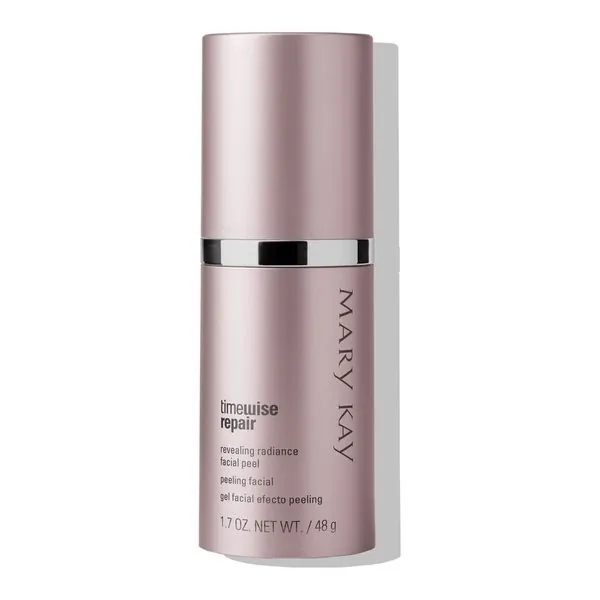 MARY KAY
timewise
repair
revealing radiance
facial peel
peeling facial
gel facial efecto peeling
1.7 OZ. NET WT. / 48 g